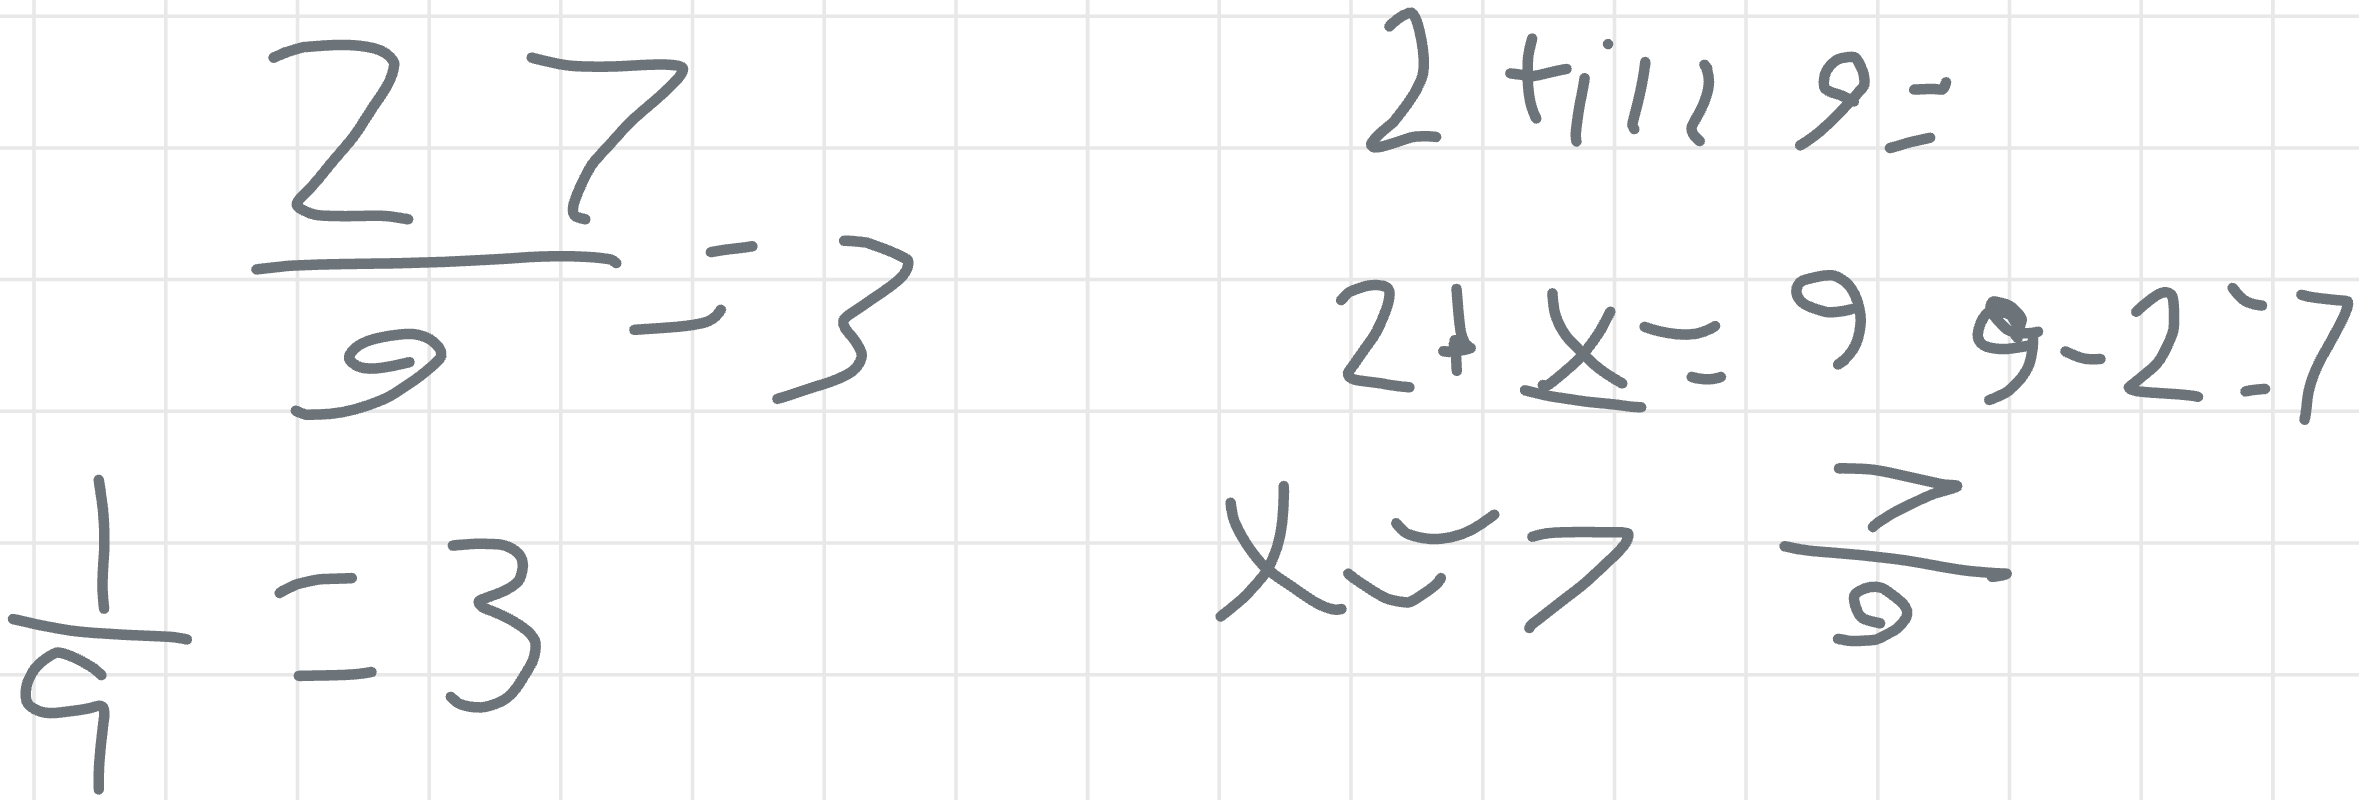 27/9 = 3
1/9 = 3
2 till 9 =
2 + x = 9 9 - 2 = 7
x = 7 7/9